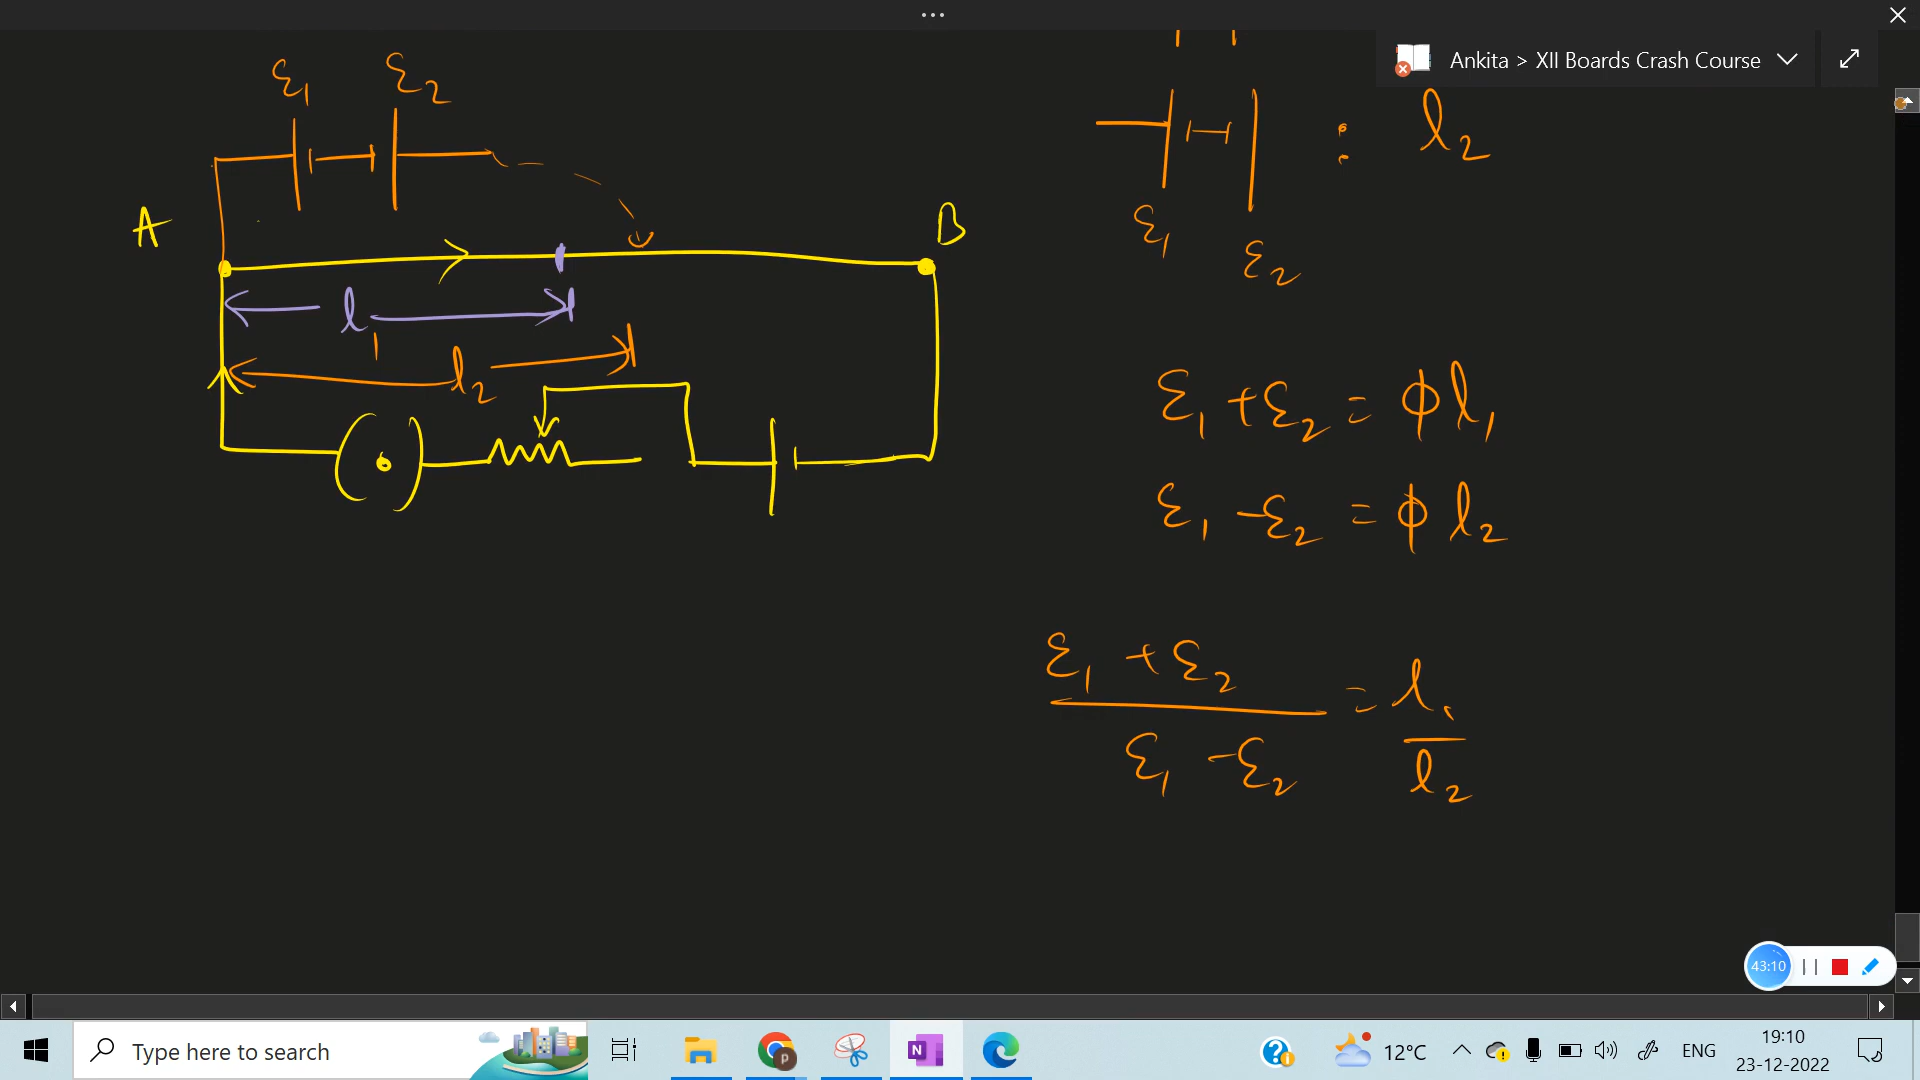 Ankita > XII Boards Crash Course
ε₁ ε₂
A B
l₁
l₂
: l₂
ε₁
ε₂
ε₁ + ε₂ = ϕ l₁
ε₁ - ε₂ = ϕ l₂
ε₁ + ε₂ = l₁
ε₁ - ε₂ l₂
43:10
Type here to search
12°C
ENG
19:10
23-12-2022